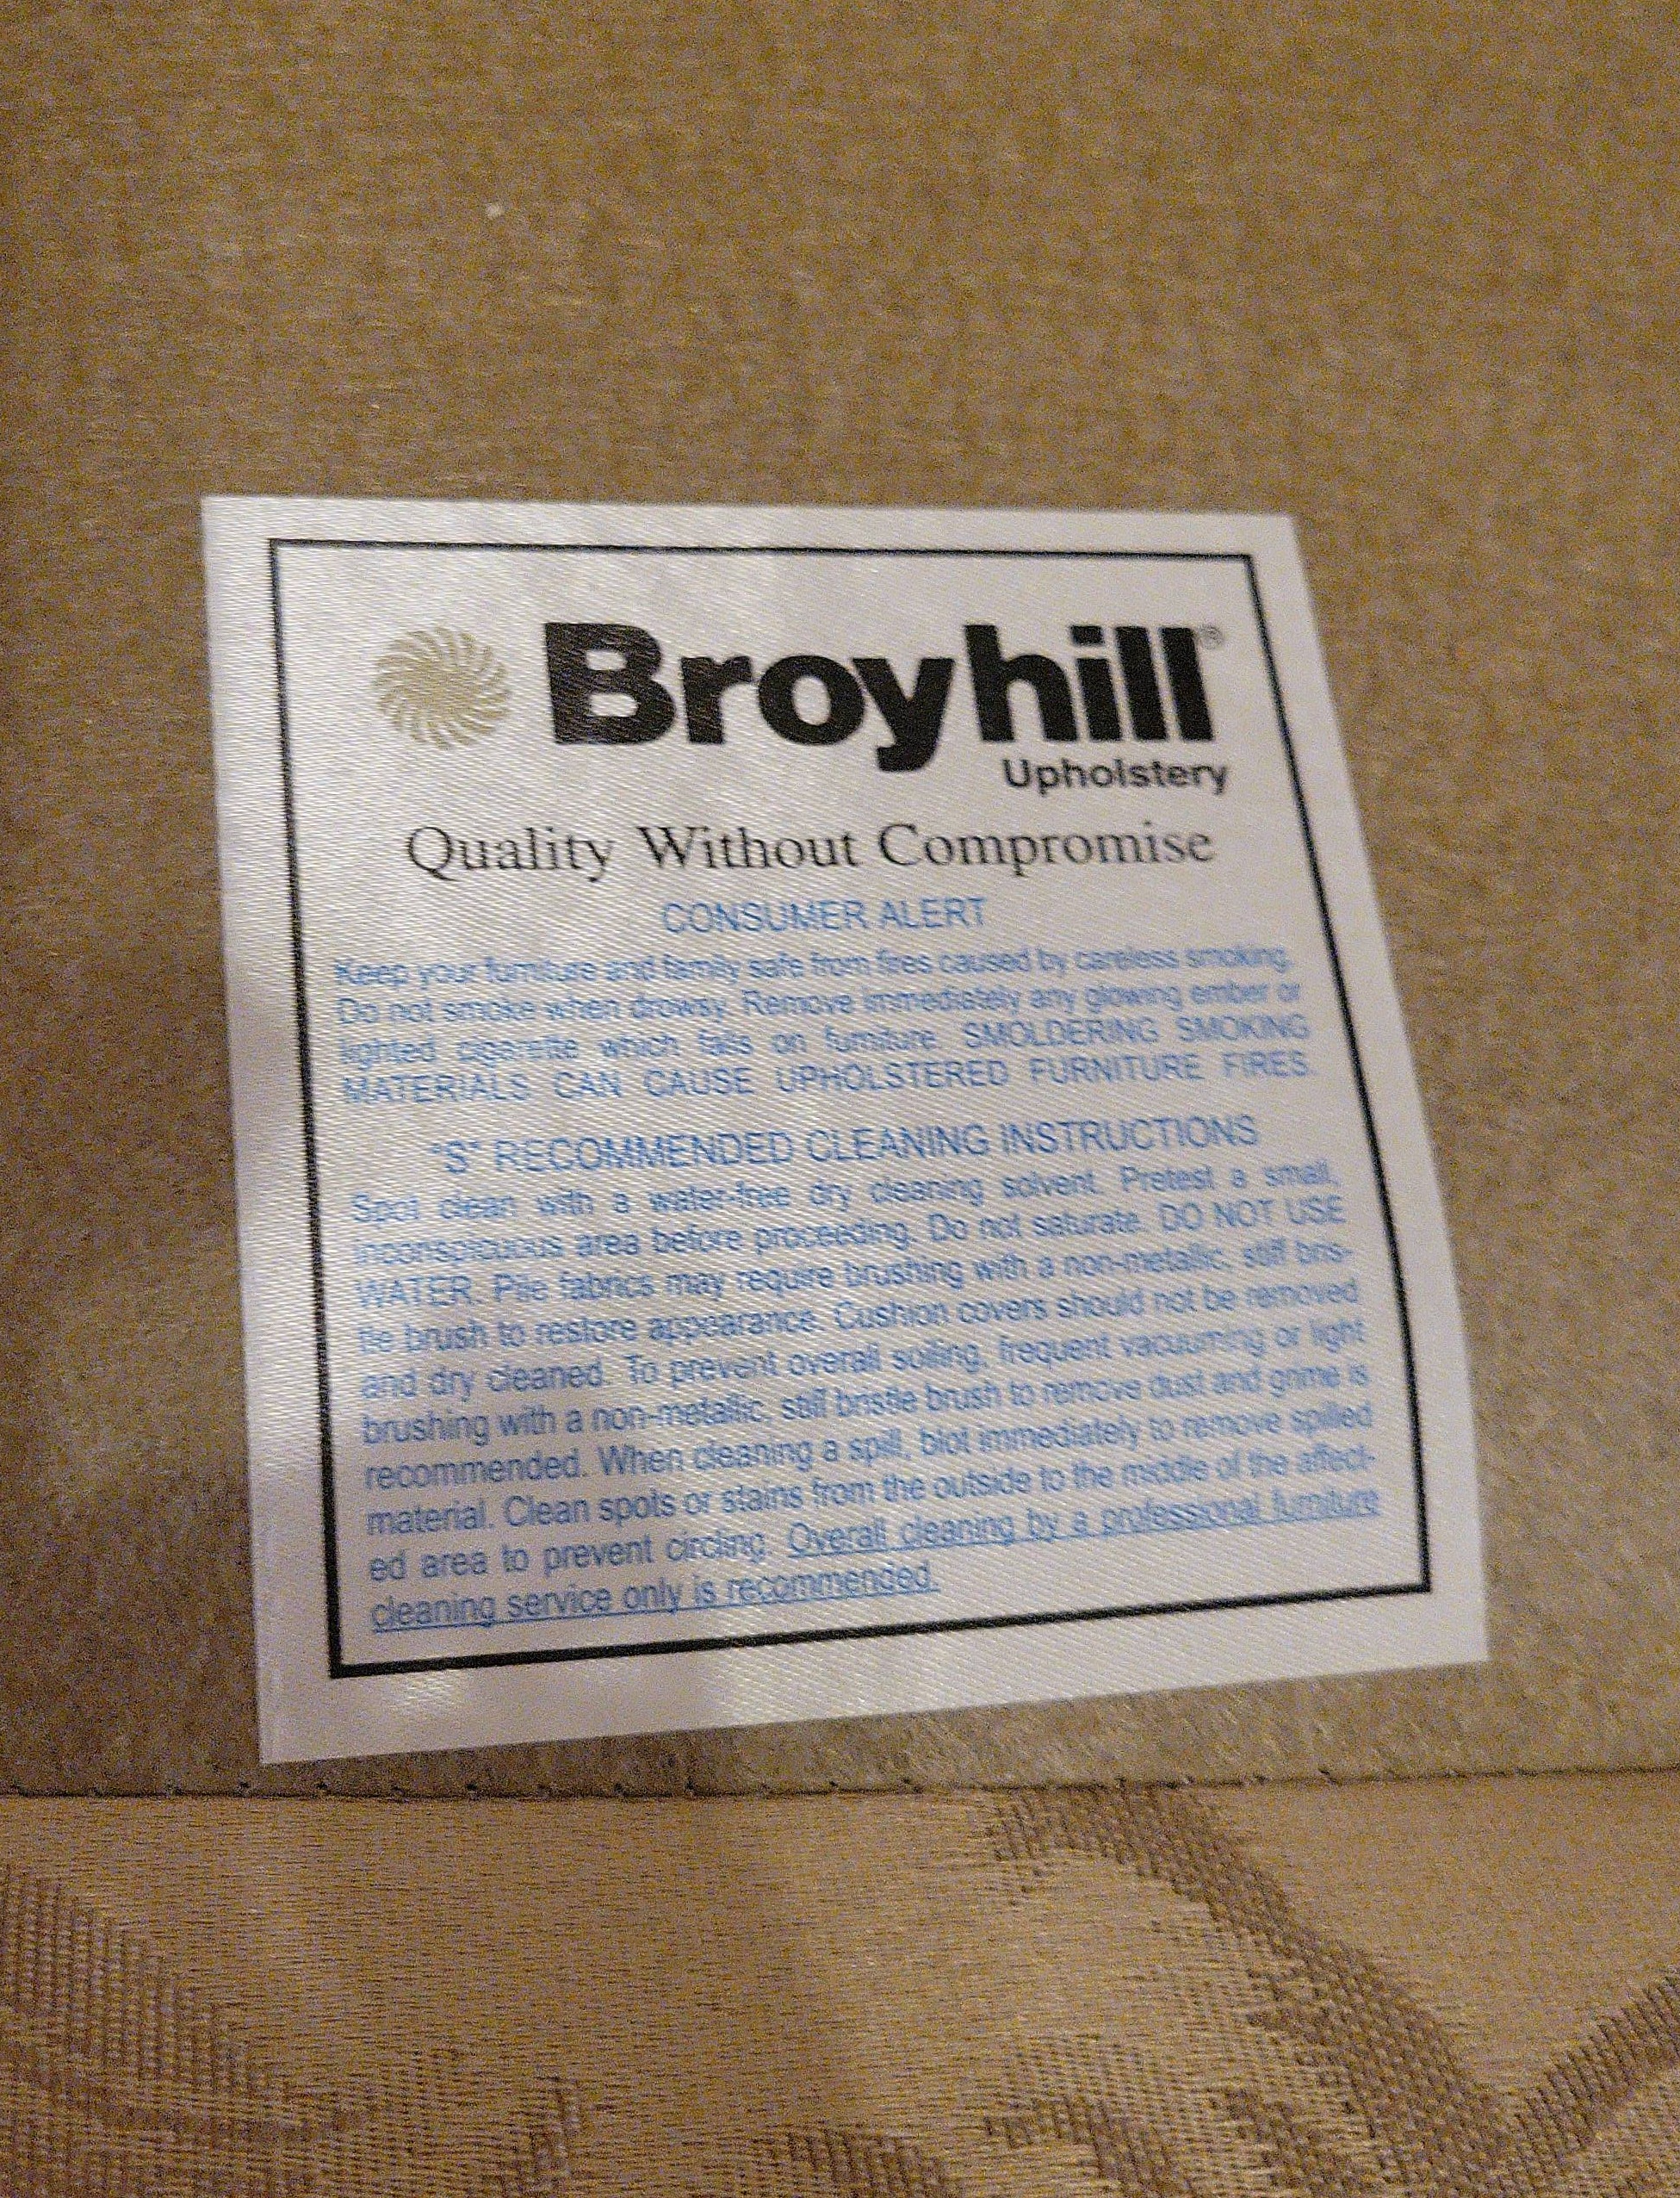 Broyhill®
Upholstery
Quality Without Compromise
CONSUMER ALERT
Keep your furniture and family safe from fires caused by careless smoking.
Do not smoke when drowsy. Remove immediately any glowing ember or
lighted cigarette which falls on furniture. SMOLDERING SMOKING
MATERIALS CAN CAUSE UPHOLSTERED FURNITURE FIRES.
"S" RECOMMENDED CLEANING INSTRUCTIONS
Spot clean with a water-free dry cleaning solvent. Pretest a small,
inconspicuous area before proceeding. Do not saturate. DO NOT USE
WATER. Pile fabrics may require brushing with a non-metallic, stiff bris-
tle brush to restore appearance. Cushion covers should not be removed
and dry cleaned. To prevent overall soiling, frequent vacuuming or light
brushing with a non-metallic, stiff bristle brush to remove dust and grime is
recommended. When cleaning a spill, blot immediately to remove spilled
material. Clean spots or stains from the outside to the middle of the affect-
ed area to prevent circling. Overall cleaning by a professional furniture
cleaning service only is recommended.